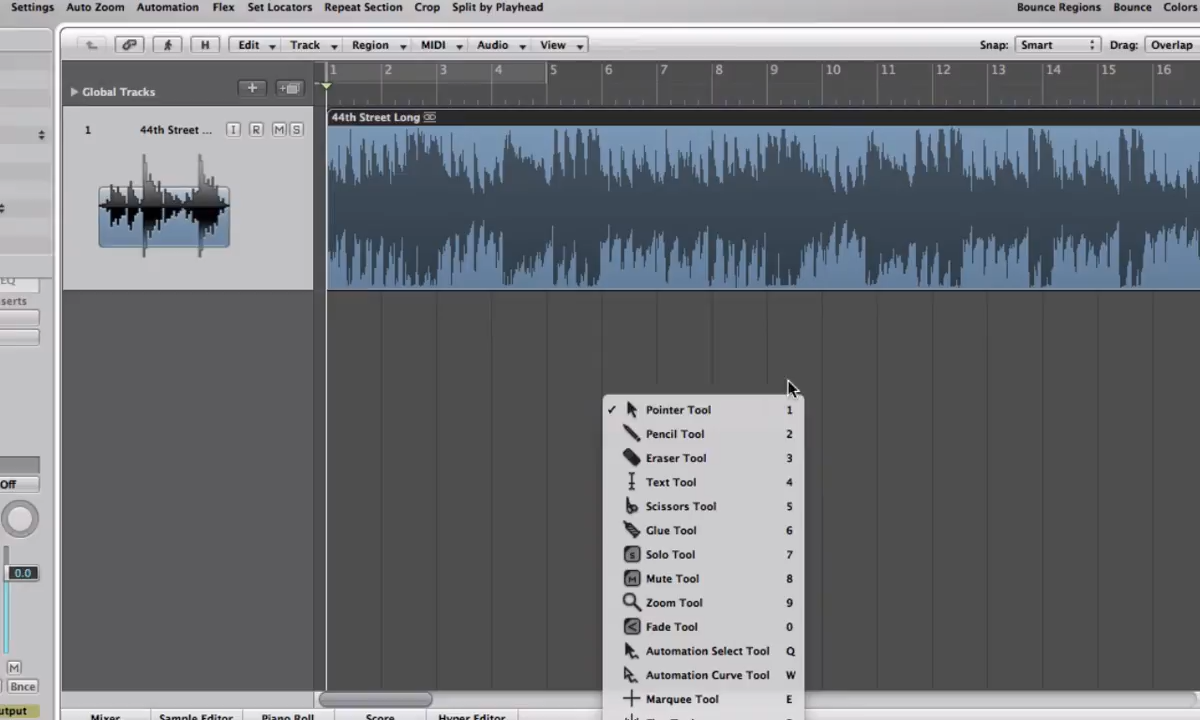 Settings Auto Zoom Automation Flex Set Locators Repeat Section Crop Split by Playhead Bounce Regions Bounce Colors
H Edit Track Region MIDI Audio View Snap: Smart Drag: Overlap
1 2 3 4 5 6 7 8 9 10 11 12 13 14 15 16
Global Tracks
44th Street Long
1 44th Street ... I R M S
EQ
serts
Pointer Tool 1
Pencil Tool 2
Eraser Tool 3
Text Tool 4
Off
Scissors Tool 5
Glue Tool 6
S Solo Tool 7
0.0
M Mute Tool 8
Zoom Tool 9
Fade Tool 0
Automation Select Tool Q
M
Automation Curve Tool W
Bnce
Marquee Tool E
utput
Mixer Sample Editor Piano Roll Score Hyper Editor